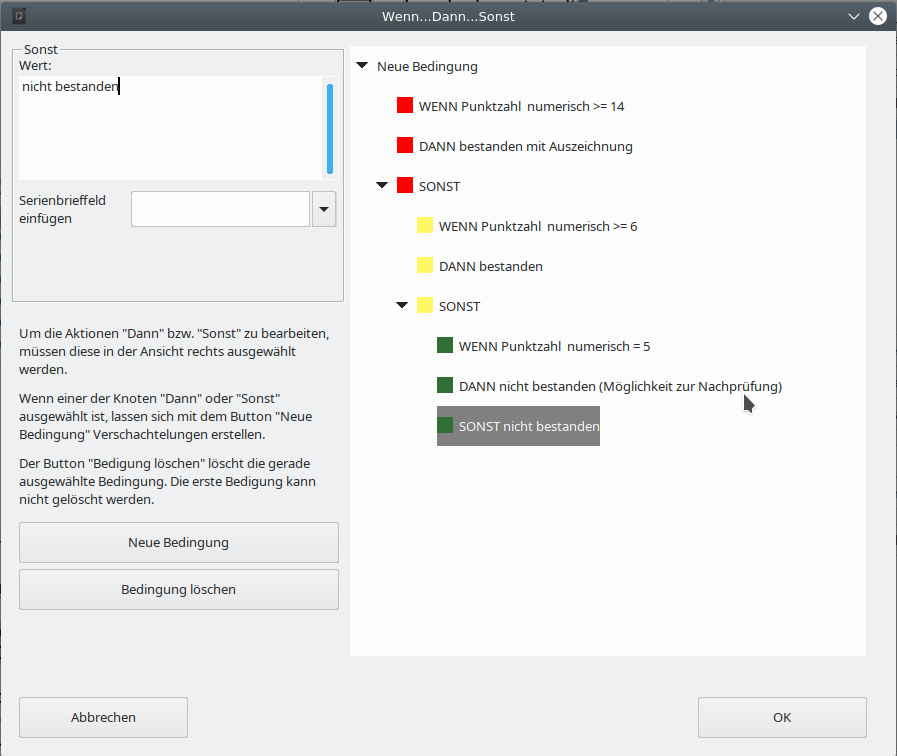 Wenn...Dann...Sonst
Sonst
Wert:
nicht bestanden
Serienbrieffeld
einfügen
Um die Aktionen "Dann" bzw. "Sonst" zu bearbeiten,
müssen diese in der Ansicht rechts ausgewählt
werden.
Wenn einer der Knoten "Dann" oder "Sonst"
ausgewählt ist, lassen sich mit dem Button "Neue
Bedingung" Verschachtelungen erstellen.
Der Button "Bedigung löschen" löscht die gerade
ausgewählte Bedingung. Die erste Bedigung kann
nicht gelöscht werden.
Neue Bedingung
Bedingung löschen
Neue Bedingung
WENN Punktzahl  numerisch >= 14
DANN bestanden mit Auszeichnung
SONST
WENN Punktzahl  numerisch >= 6
DANN bestanden
SONST
WENN Punktzahl  numerisch = 5
DANN nicht bestanden (Möglichkeit zur Nachprüfung)
SONST nicht bestanden
Abbrechen
OK